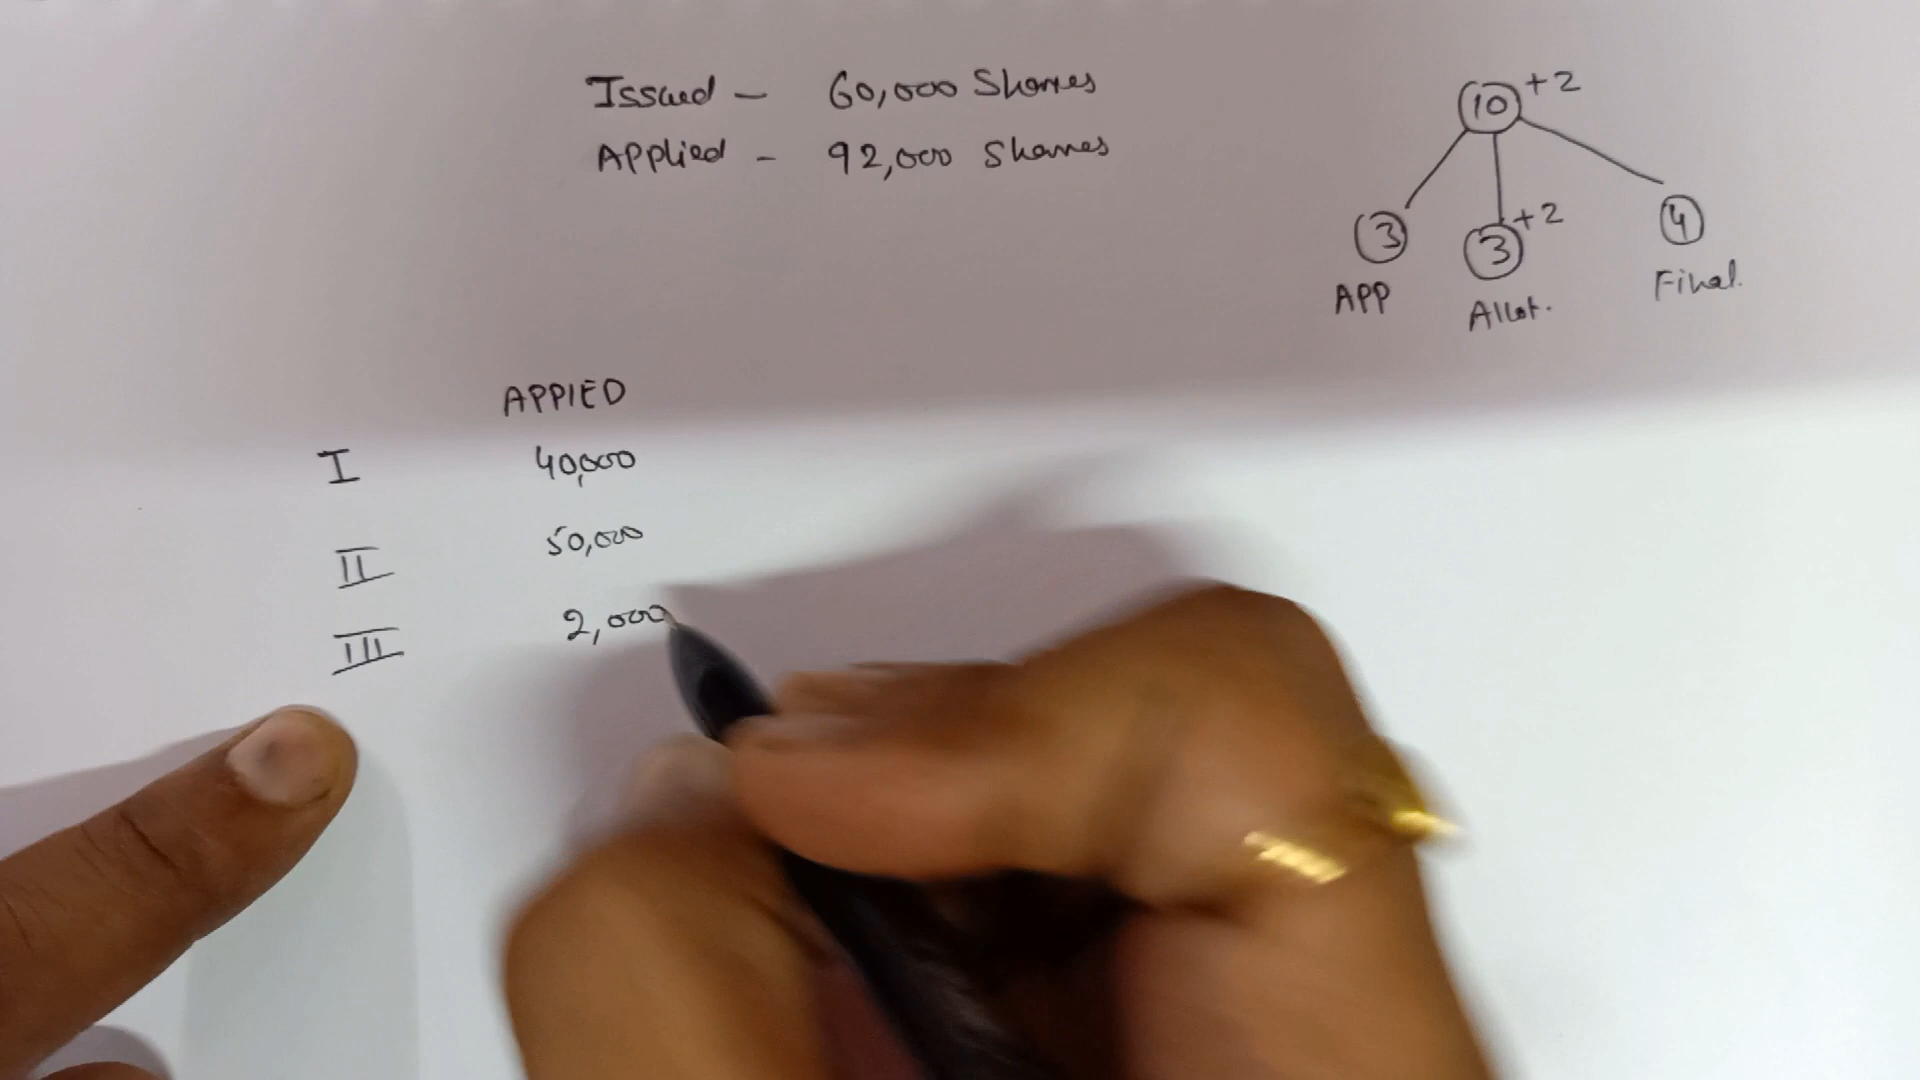 Issued - 60,000 Shares
Applied - 92,000 Shares
10 +2
3 3 +2 4
APP Allot. Final.
APPIED
I 40,000
II 50,000
III 2,000